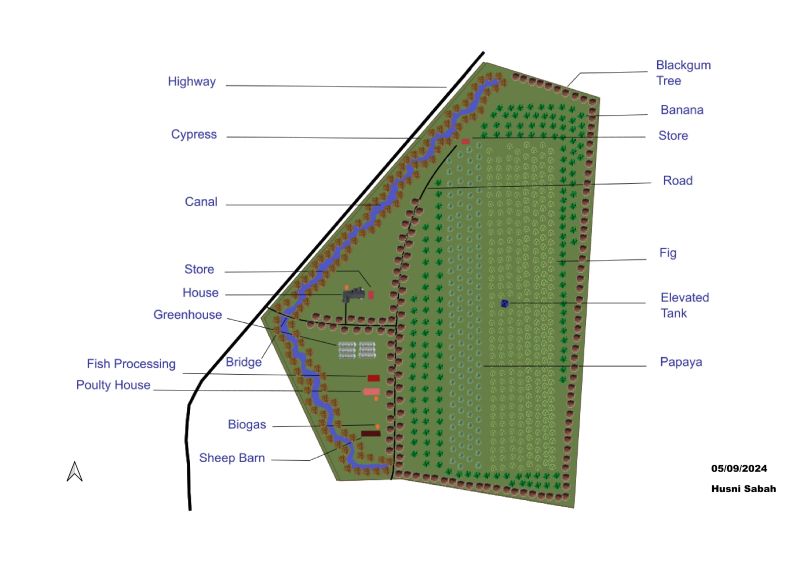 Highway
Cypress
Canal
Store
House
Greenhouse
Bridge
Fish Processing
Poulty House
Biogas
Sheep Barn
Blackgum
Tree
Banana
Store
Road
Fig
Elevated
Tank
Papaya
05/09/2024
Husni Sabah